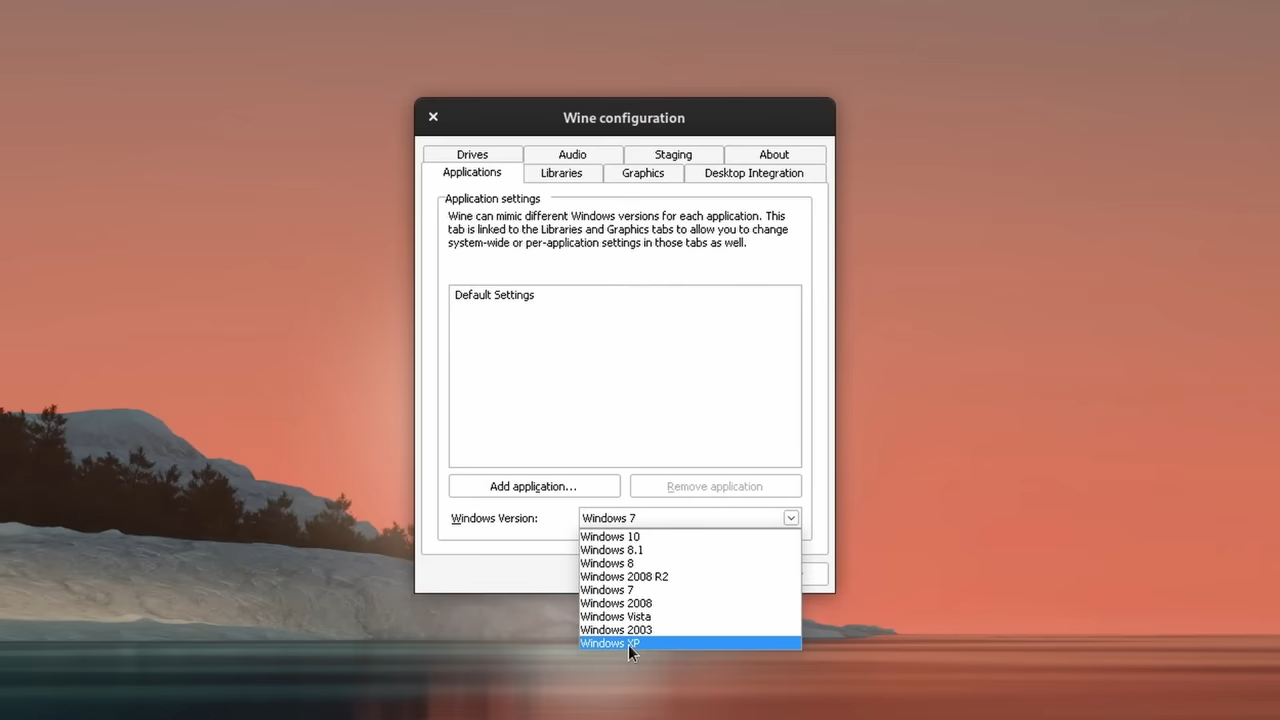 Wine configuration
Drives Audio Staging About
Applications Libraries Graphics Desktop Integration
Application settings
Wine can mimic different Windows versions for each application. This
tab is linked to the Libraries and Graphics tabs to allow you to change
system-wide or per-application settings in those tabs as well.
Default Settings
Add application... Remove application
Windows Version: Windows 7
Windows 10
Windows 8.1
Windows 8
Windows 2008 R2
Windows 7
Windows 2008
Windows Vista
Windows 2003
Windows XP